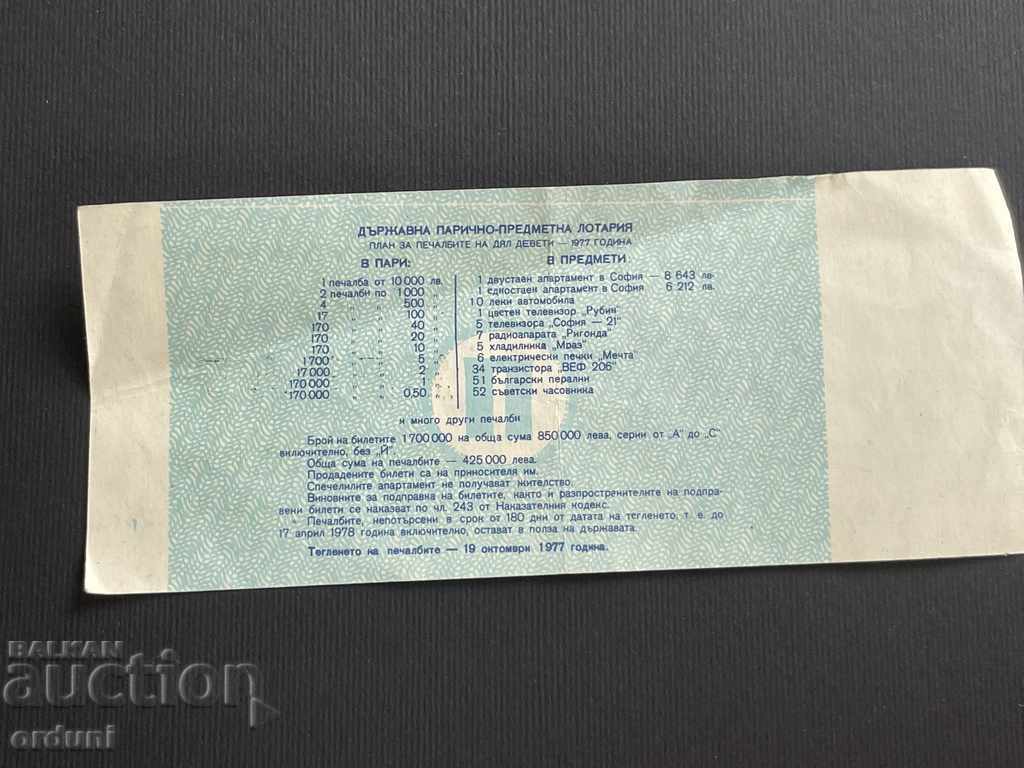 ДЪРЖАВНА ПАРИЧНО-ПРЕДМЕТНА ЛОТАРИЯ
ПЛАН ЗА ПЕЧАЛБИТЕ НА ДЯЛ ДЕВЕТИ — 1977 ГОДИНА
В ПАРИ:
1 печалба от 10 000 лв.
2 печалби по 1 000 „
4 „ „ 500 „
17 „ „ 100 „
170 „ „ 40 „
170 „ „ 20 „
170 „ „ 10 „
1 700 „ „ 5 „
17 000 „ „ 2 „
170 000 „ „ 1 „
170 000 „ „ 0,50 „
В ПРЕДМЕТИ
1 двустаен апартамент в София — 8 643 лв.
1 едностаен апартамент в София 6 212 лв.
10 леки автомобила
1 цветен телевизор „Рубин"
5 телевизора „София — 21"
7 радиоапарата „Ригонда"
5 хладилника „Мраз"
6 електрически печки „Мечта"
34 транзистора „ВЕФ 206"
51 български перални
52 съветски часовника
и много други печалби
Брой на билетите 1 700 000 на обща сума 850 000 лева, серии от „А" до „С"
включително, без „Й".
Обща сума на печалбите — 425 000 лева.
Продадените билети са на приносителя им.
Спечелилите апартамент не получават жителство.
Виновните за подправка на билетите, както и разпространителите на подпра-
вени билети се наказват по чл. 243 от Наказателния кодекс.
Печалбите, непотърсени в срок от 180 дни от датата на тегленето, т. е. до
17 април 1978 година включително, остават в полза на държавата.
Тегленето на печалбите — 19 октомври 1977 година.
BALKAN
auction
orduni